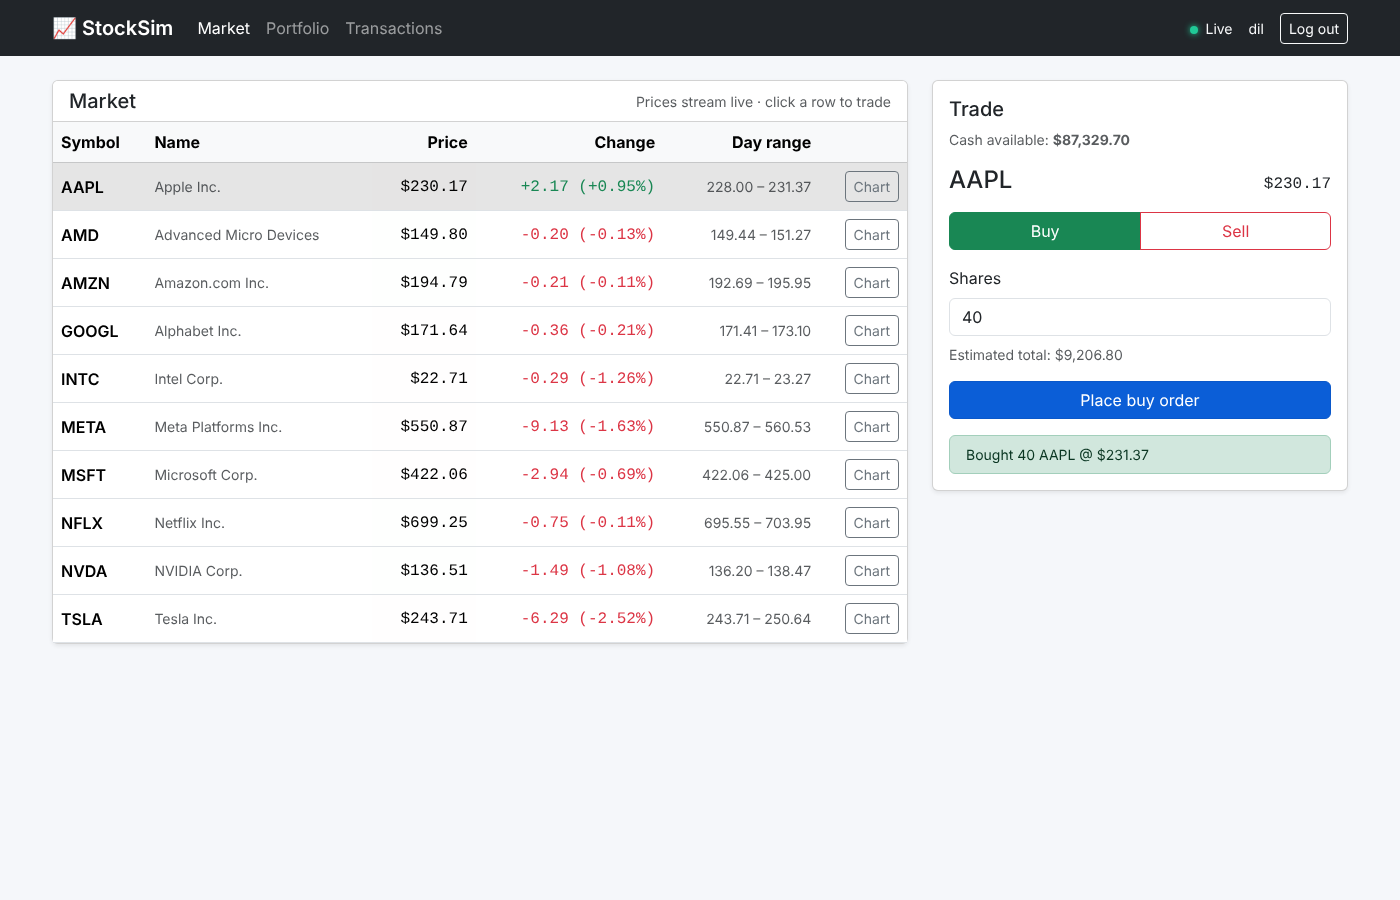 📈 StockSim Market Portfolio Transactions Live dil Log out
Market Prices stream live · click a row to trade
Symbol Name Price Change Day range
AAPL Apple Inc. $230.17 +2.17 (+0.95%) 228.00 – 231.37 Chart
AMD Advanced Micro Devices $149.80 -0.20 (-0.13%) 149.44 – 151.27 Chart
AMZN Amazon.com Inc. $194.79 -0.21 (-0.11%) 192.69 – 195.95 Chart
GOOGL Alphabet Inc. $171.64 -0.36 (-0.21%) 171.41 – 173.10 Chart
INTC Intel Corp. $22.71 -0.29 (-1.26%) 22.71 – 23.27 Chart
META Meta Platforms Inc. $550.87 -9.13 (-1.63%) 550.87 – 560.53 Chart
MSFT Microsoft Corp. $422.06 -2.94 (-0.69%) 422.06 – 425.00 Chart
NFLX Netflix Inc. $699.25 -0.75 (-0.11%) 695.55 – 703.95 Chart
NVDA NVIDIA Corp. $136.51 -1.49 (-1.08%) 136.20 – 138.47 Chart
TSLA Tesla Inc. $243.71 -6.29 (-2.52%) 243.71 – 250.64 Chart
Trade
Cash available: $87,329.70
AAPL $230.17
Buy Sell
Shares
40
Estimated total: $9,206.80
Place buy order
Bought 40 AAPL @ $231.37